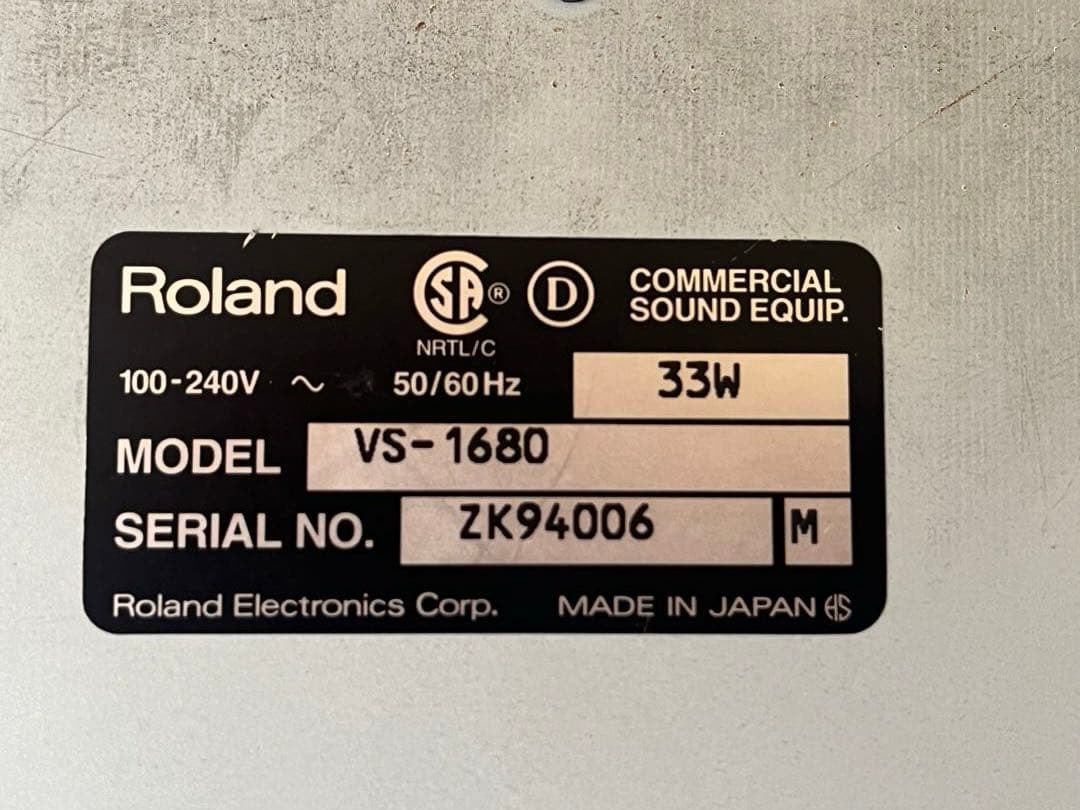 Roland
SA ®
NRTL/C
D
COMMERCIAL
SOUND EQUIP.
100-240V ~ 50/60Hz 33W
MODEL VS-1680
SERIAL NO. ZK94006 M
Roland Electronics Corp. MADE IN JAPAN